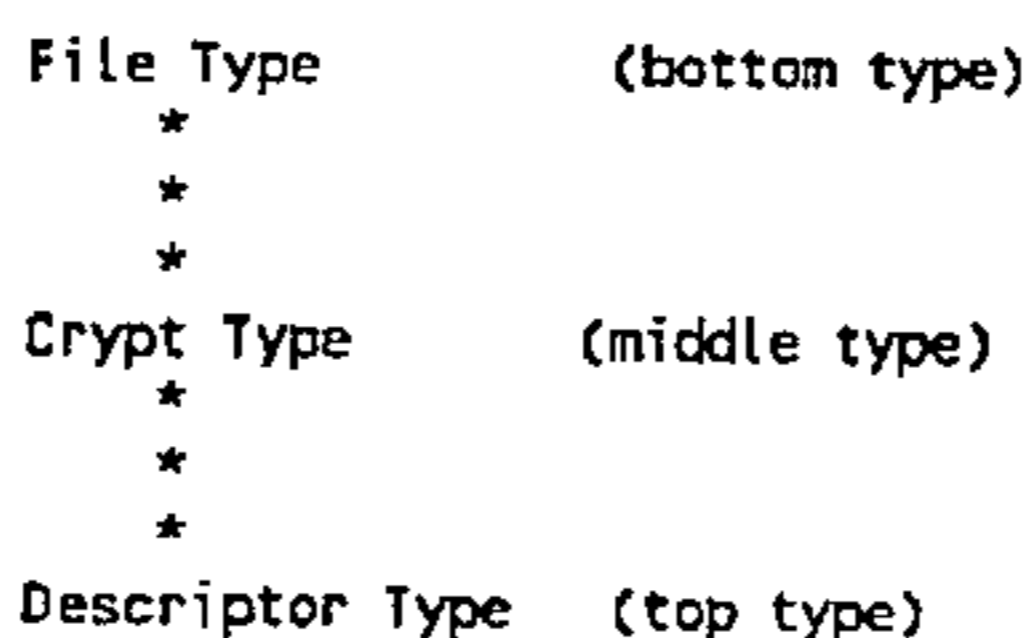 File Type (bottom type)
*
*
*
Crypt Type (middle type)
*
*
*
Descriptor Type (top type)